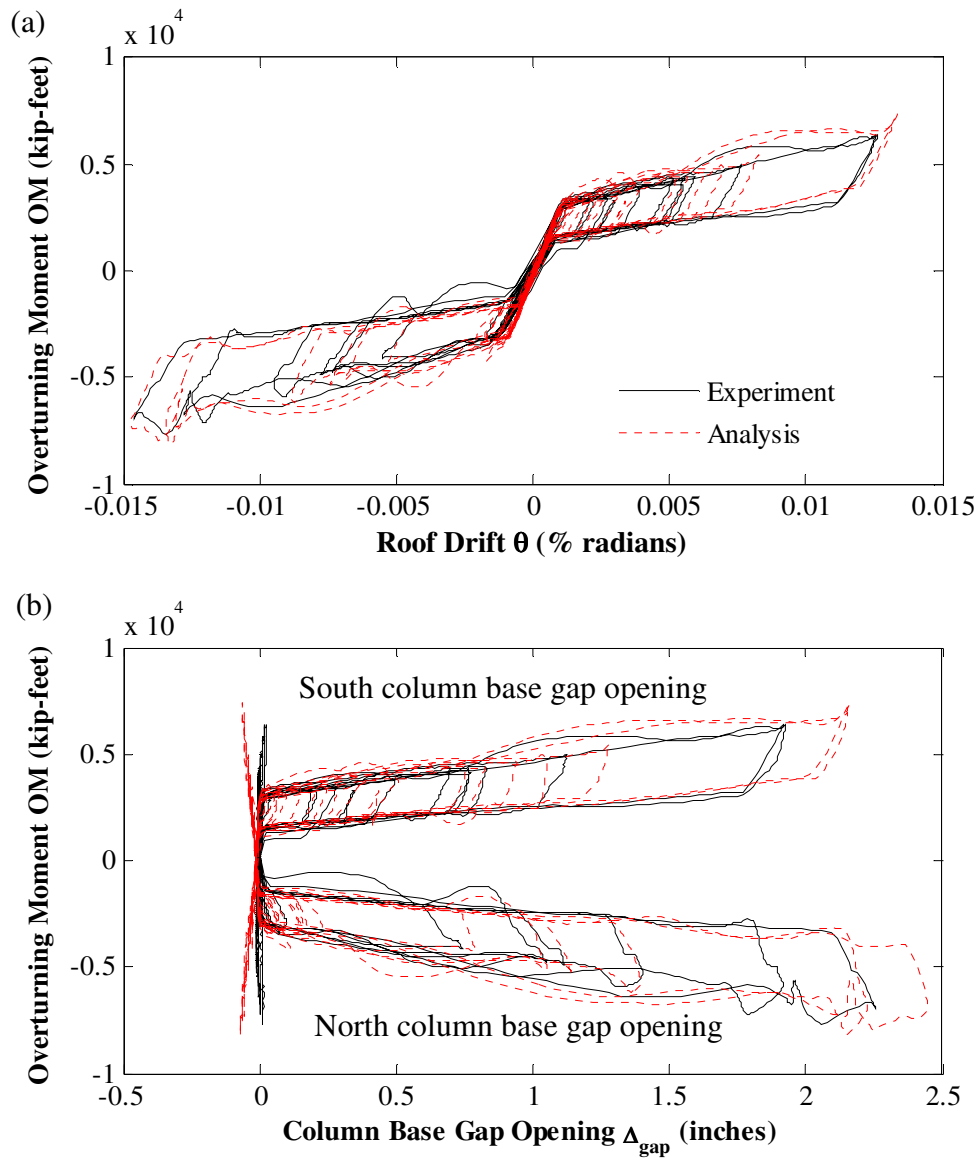 (a)
x 10^4
1
0.5
0
-0.5
-1
Overturning Moment OM (kip-feet)
Experiment
Analysis
-0.015 -0.01 -0.005 0 0.005 0.01 0.015
Roof Drift θ (% radians)
(b)
x 10^4
1
0.5
0
-0.5
-1
Overturning Moment OM (kip-feet)
South column base gap opening
North column base gap opening
-0.5 0 0.5 1 1.5 2 2.5
Column Base Gap Opening Δgap (inches)